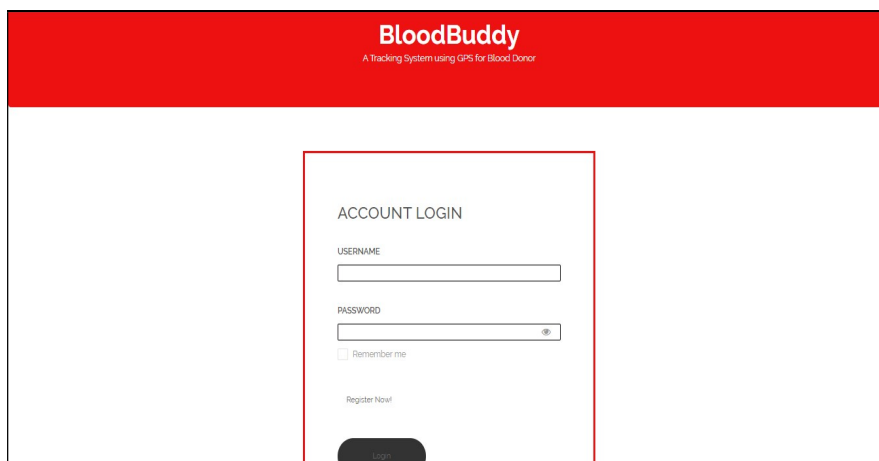 BloodBuddy
A Tracking System using GPS for Blood Donor
ACCOUNT LOGIN
USERNAME
PASSWORD
Remember me
Register Now!
Login